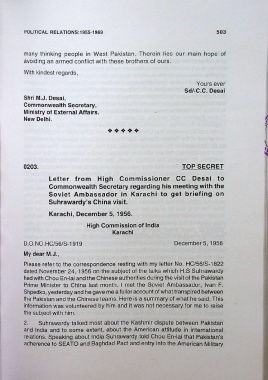 POLITICAL RELATIONS:1955-1969 503
many thinking people in West Pakistan. Therein lies our main hope of
avoiding an armed conflict with these brothers of ours.
With kindest regards,
Yours ever
Sd/-C.C. Desai
Shri M.J. Desai,
Commonwealth Secretary,
Ministry of External Affairs.
New Delhi.
0203. TOP SECRET
Letter from High Commissioner CC Desai to
Commonwealth Secretary regarding his meeting with the
Soviet Ambassador in Karachi to get briefing on
Suhrawardy's China visit.
Karachi, December 5, 1956.
High Commission of India
Karachi
D.O.NO.HC/56/S-1919 December 5, 1956
My dear M.J.,
Please refer to the correspondence resting with my letter No. HC/56/S-1822
dated November 24, 1956 on the subject of the talks which H.S Suhrawardy
had with Chou En-lai and the Chinese authorities during the visit of the Pakistan
Prime Minister to China last month. I met the Soviet Ambassador, Ivan F.
Shpedko, yesterday and he gave me a fuller account of what transpired between
the Pakistan and the Chinese teams. Here is a summary of what he said. This
information was volunteered by him and it was not necessary for me to raise
the subject with him.
2. Suhrawardy talked most about the Kashmir dispute between Pakistan
and India and to some extent, about the American attitude in international
relations. Speaking about India Suhrawardy told Chou En-lai that Pakistan's
adherence to SEATO and Baghdad Pact and entry into the American Military